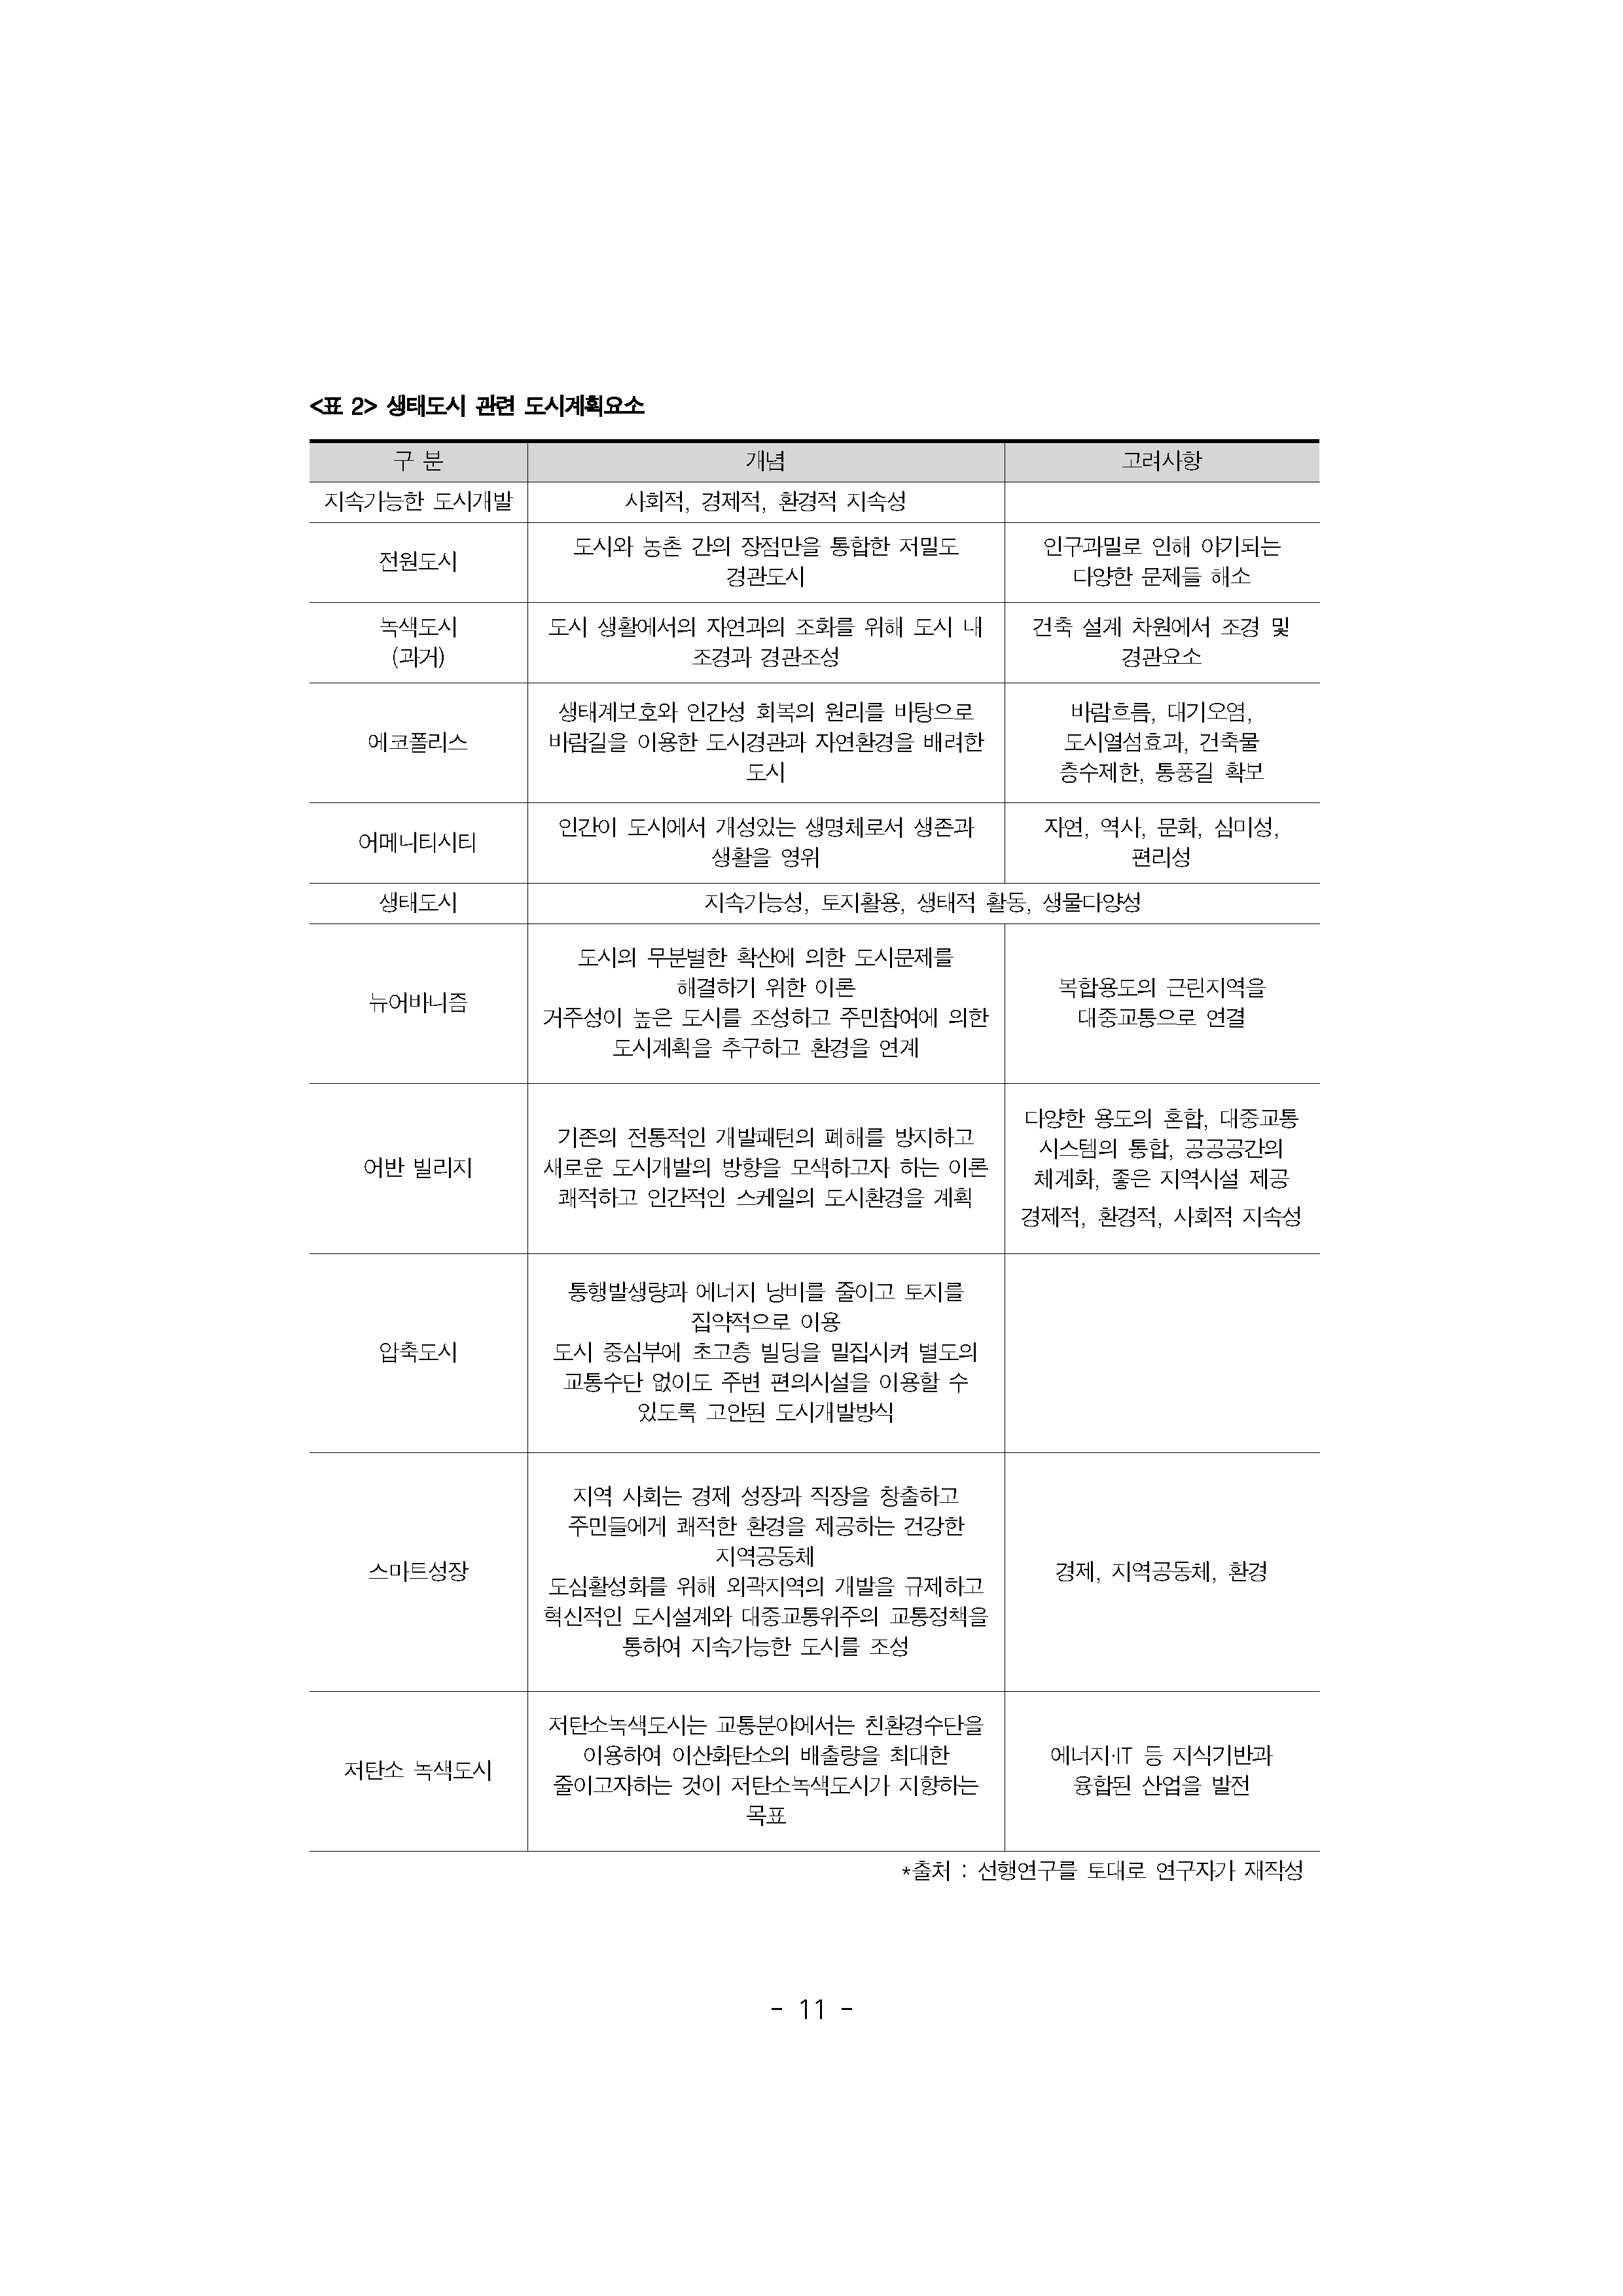 <표 2> 생태도시 관련 도시계획요소
구 분 개념 고려사항
지속가능한 도시개발 사회적, 경제적, 환경적 지속성
전원도시
도시와 농촌 간의 장점만을 통합한 저밀도
경관도시
인구과밀로 인해 야기되는
다양한 문제들 해소
녹색도시
(과거)
도시 생활에서의 자연과의 조화를 위해 도시 내
조경과 경관조성
건축 설계 차원에서 조경 및
경관요소
에코폴리스
생태계보호와 인간성 회복의 원리를 바탕으로
바람길을 이용한 도시경관과 자연환경을 배려한
도시
바람흐름, 대기오염,
도시열섬효과, 건축물
층수제한, 통풍길 확보
어메니티시티
인간이 도시에서 개성있는 생명체로서 생존과
생활을 영위
자연, 역사, 문화, 심미성,
편리성
생태도시 지속가능성, 토지활용, 생태적 활동, 생물다양성
뉴어바니즘
도시의 무분별한 확산에 의한 도시문제를
해결하기 위한 이론
거주성이 높은 도시를 조성하고 주민참여에 의한
도시계획을 추구하고 환경을 연계
복합용도의 근린지역을
대중교통으로 연결
어반 빌리지
기존의 전통적인 개발패턴의 폐해를 방지하고
새로운 도시개발의 방향을 모색하고자 하는 이론
쾌적하고 인간적인 스케일의 도시환경을 계획
다양한 용도의 혼합, 대중교통
시스템의 통합, 공공공간의
체계화, 좋은 지역시설 제공
경제적, 환경적, 사회적 지속성
압축도시
통행발생량과 에너지 낭비를 줄이고 토지를
집약적으로 이용
도시 중심부에 초고층 빌딩을 밀집시켜 별도의
교통수단 없이도 주변 편의시설을 이용할 수
있도록 고안된 도시개발방식
스마트성장
지역 사회는 경제 성장과 직장을 창출하고
주민들에게 쾌적한 환경을 제공하는 건강한
지역공동체
도심활성화를 위해 외곽지역의 개발을 규제하고
혁신적인 도시설계와 대중교통위주의 교통정책을
통하여 지속가능한 도시를 조성
경제, 지역공동체, 환경
저탄소 녹색도시
저탄소녹색도시는 교통분야에서는 친환경수단을
이용하여 이산화탄소의 배출량을 최대한
줄이고자하는 것이 저탄소녹색도시가 지향하는
목표
에너지·IT 등 지식기반과
융합된 산업을 발전
*출처 : 선행연구를 토대로 연구자가 재작성
- 11 -